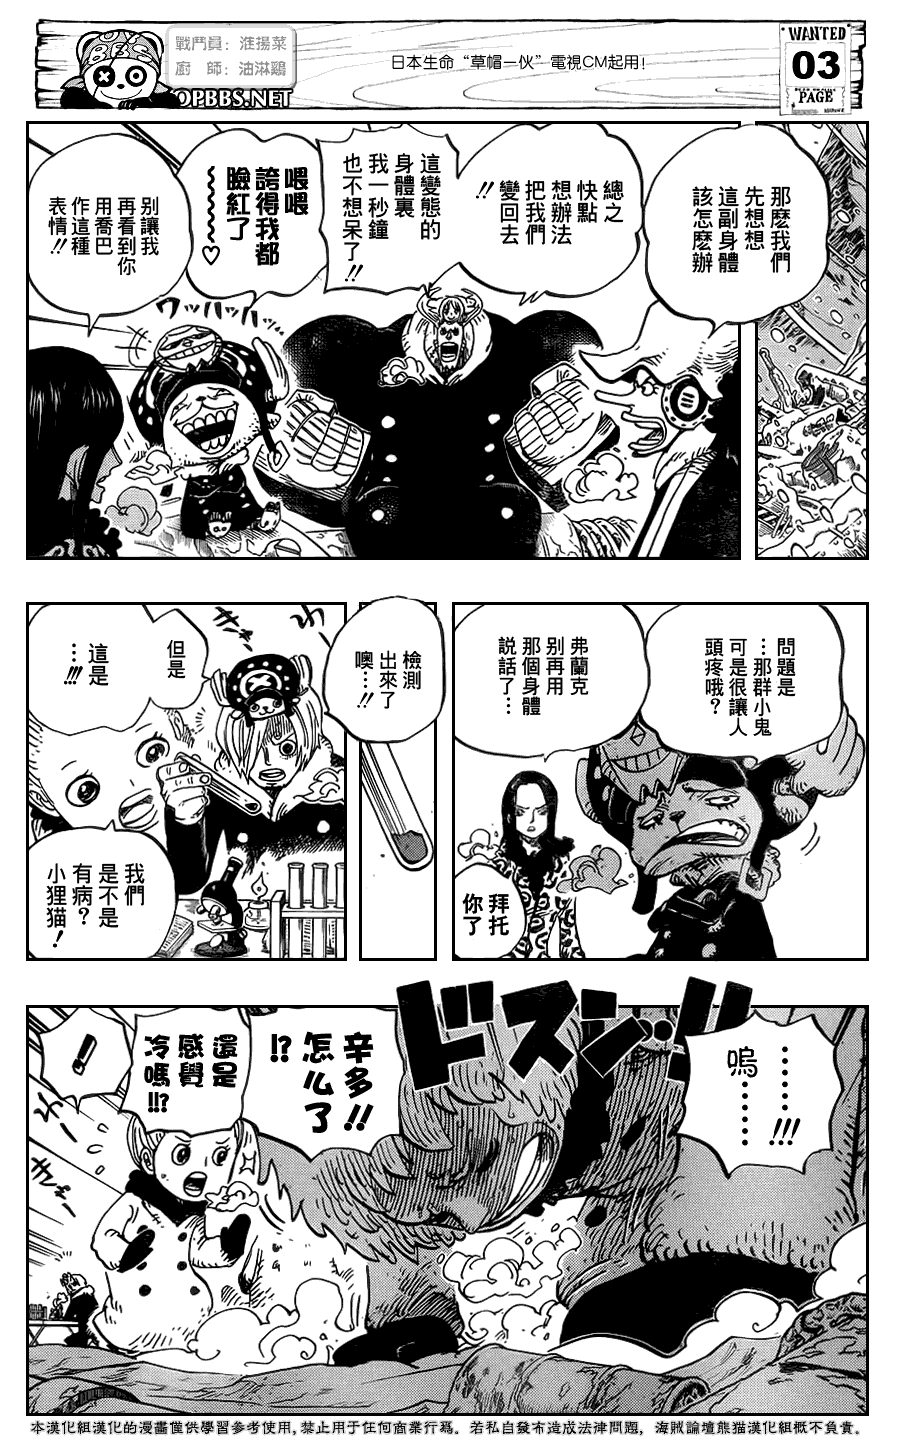 戰鬥員：淮揚菜
廚　師：油淋鷄
OPBBS.NET
日本生命“草帽一伙”電視CM起用！
WANTED
03
PAGE
那麽我們
先想想
這副身體
該怎麽辦
總之
快點
想辦法
把我們
變回去
!!
這變態的
身體裏
我一秒鐘
也不想呆了!!
喂喂
誇得我都
臉紅了
～～～～♡
别讓我
再看到你
用喬巴
作這種
表情!!
ワッハッハッハ
問題是
…那群小鬼
可是很讓人
頭疼哦？
弗蘭克
别再用
那個身體
說話了…
拜托
你了
檢測
出來了
噢…!!
但是
這是
…!!!
我們
是不是
有病？
小狸猫！
ドスン…!!
嗚…………
……!!!
辛多!!
怎么了
!?
還是
感覺
冷嗎
!!?
！
本漢化組漢化的漫畫僅供學習參考使用，禁止用于任何商業行爲。若私自發布造成法律問題，海賊論壇熊猫漢化組概不負責。